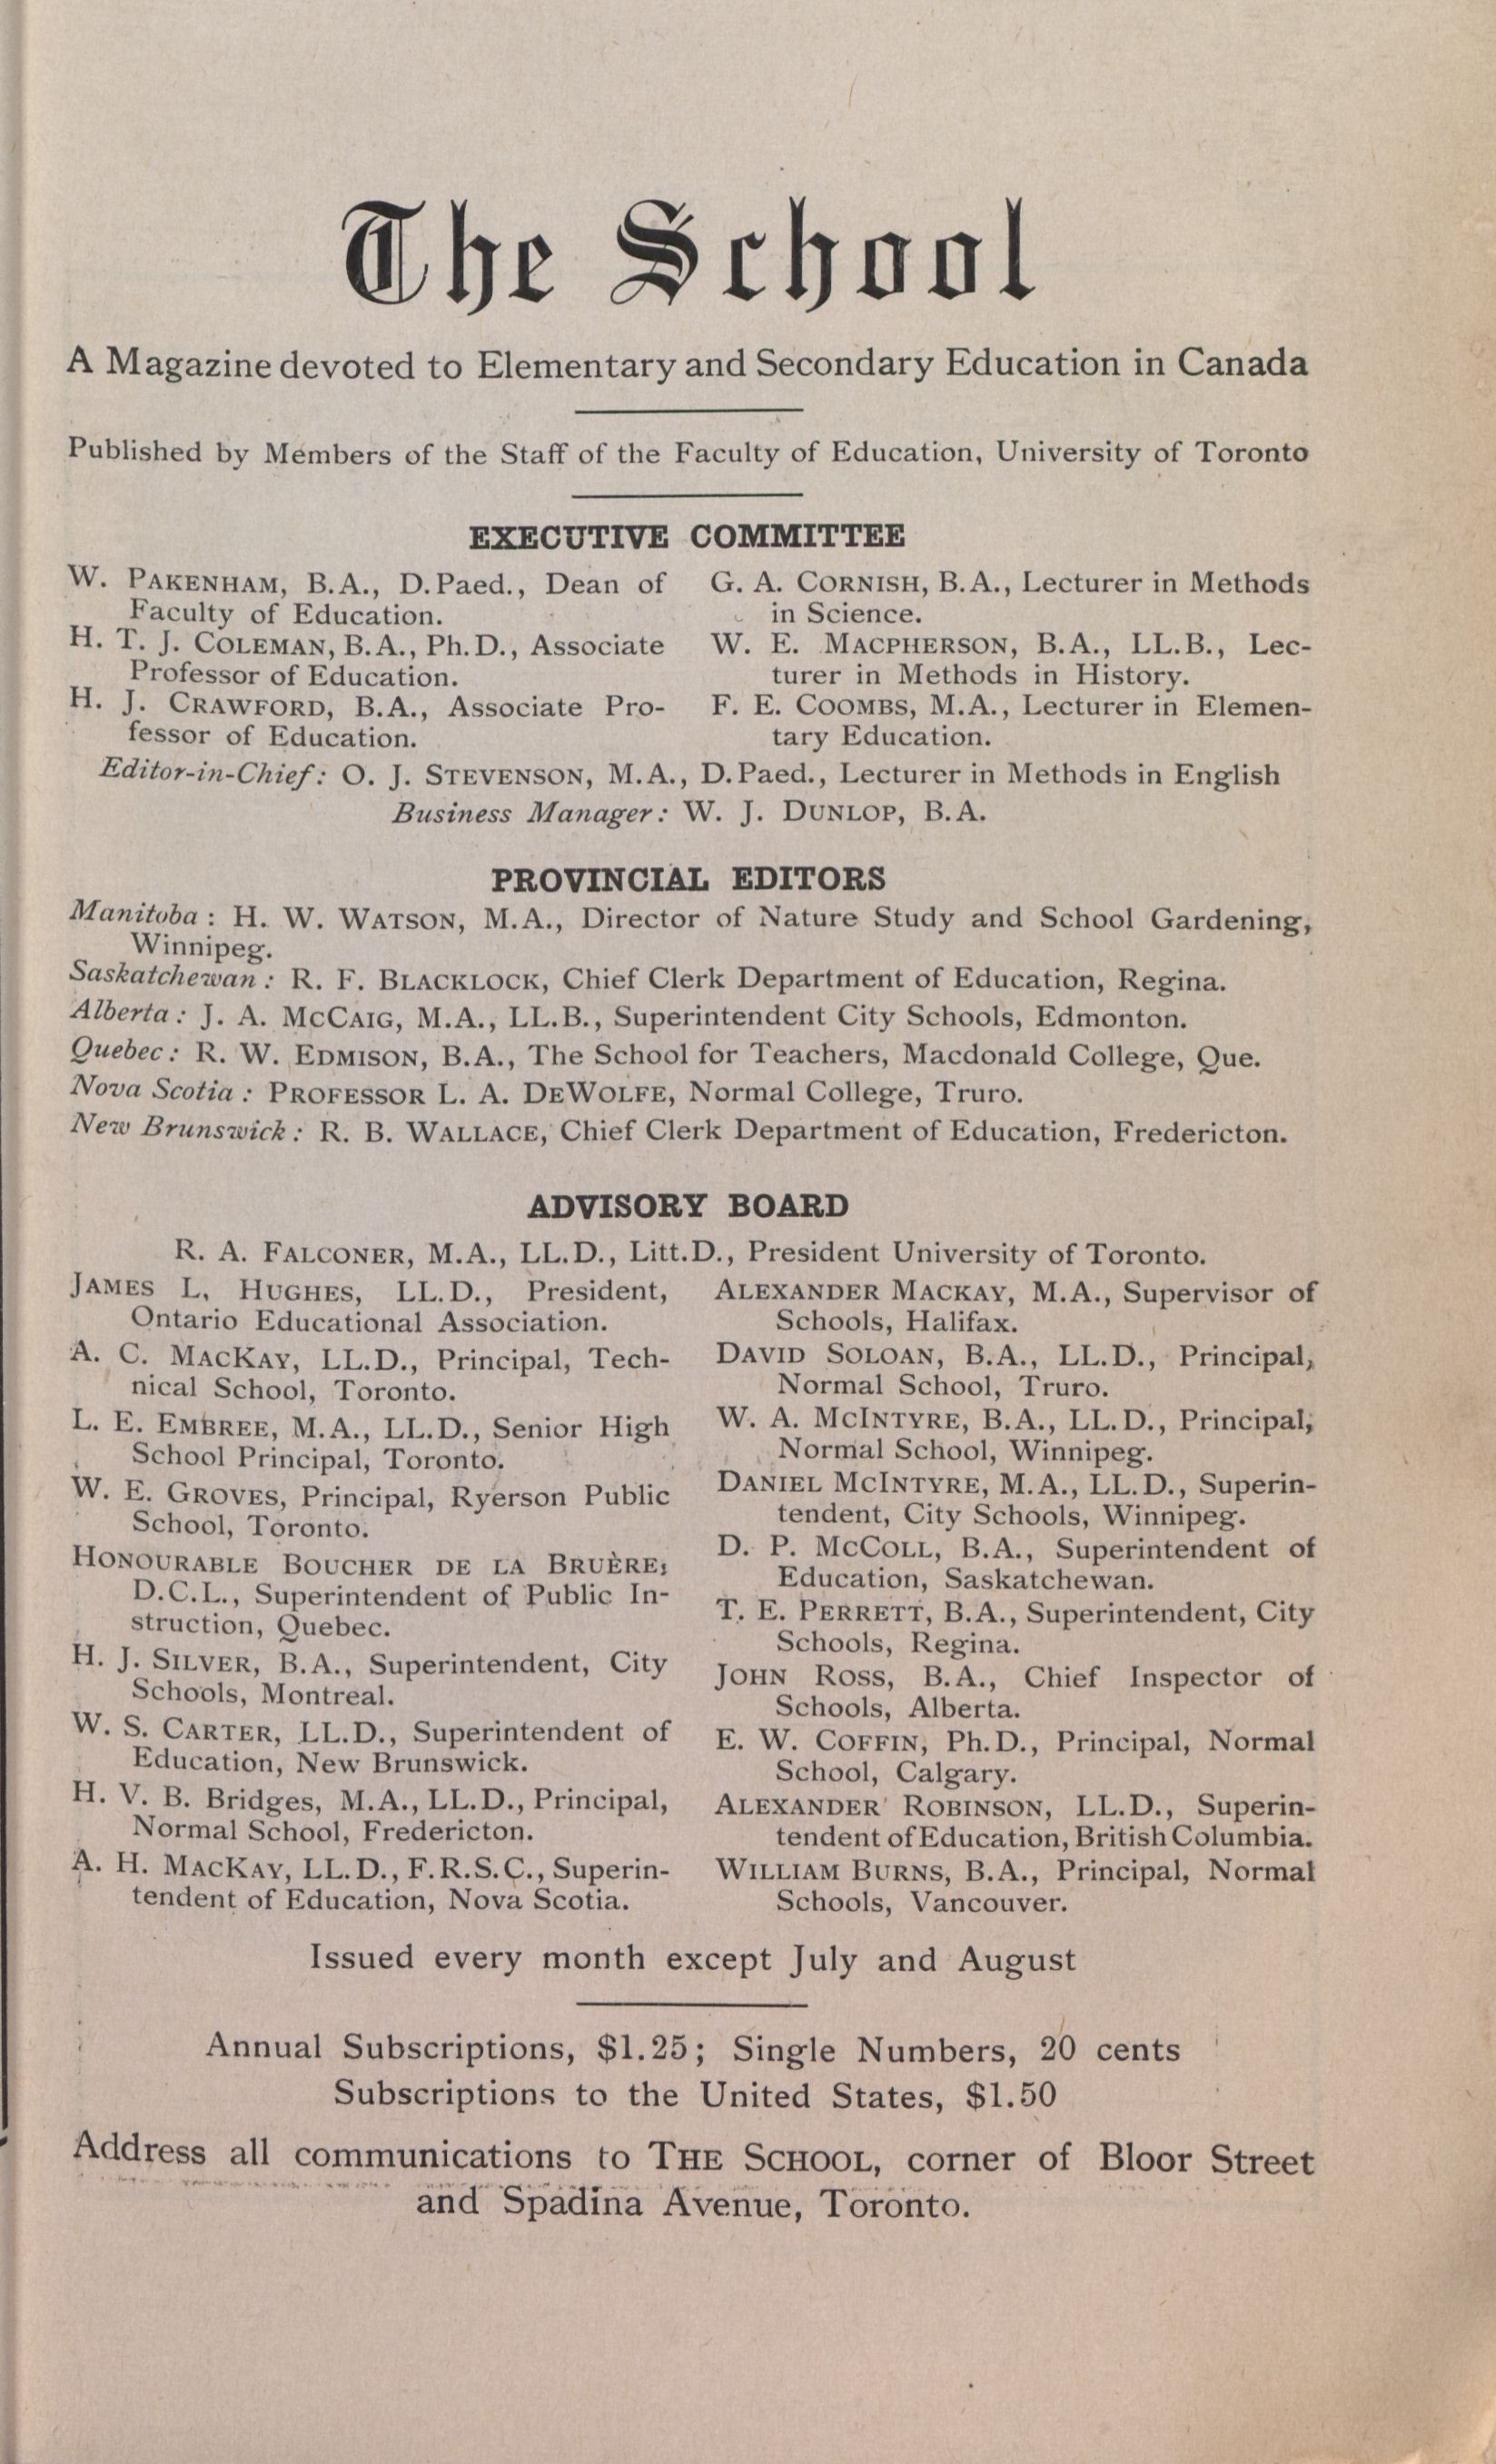 The School
A Magazine devoted to Elementary and Secondary Education in Canada
Published by Members of the Staff of the Faculty of Education, University of Toronto
EXECUTIVE COMMITTEE
W. PAKENHAM, B.A., D.Paed., Dean of
Faculty of Education.
H. T. J. COLEMAN, B.A., Ph.D., Associate
Professor of Education.
H. J. CRAWFORD, B.A., Associate Pro-
fessor of Education.
G. A. CORNISH, B.A., Lecturer in Methods
in Science.
W. E. MACPHERSON, B.A., LL.B., Lec-
turer in Methods in History.
F. E. COOMBS, M.A., Lecturer in Elemen-
tary Education.
Editor-in-Chief: O. J. STEVENSON, M.A., D.Paed., Lecturer in Methods in English
Business Manager: W. J. DUNLOP, B.A.
PROVINCIAL EDITORS
Manitoba: H. W. WATSON, M.A., Director of Nature Study and School Gardening,
Winnipeg.
Saskatchewan: R. F. BLACKLOCK, Chief Clerk Department of Education, Regina.
Alberta: J. A. MCCAIG, M.A., LL.B., Superintendent City Schools, Edmonton.
Quebec: R. W. EDMISON, B.A., The School for Teachers, Macdonald College, Que.
Nova Scotia: PROFESSOR L. A. DEWOLFE, Normal College, Truro.
New Brunswick: R. B. WALLACE, Chief Clerk Department of Education, Fredericton.
ADVISORY BOARD
R. A. FALCONER, M.A., LL.D., Litt.D., President University of Toronto.
JAMES L. HUGHES, LL.D., President,
Ontario Educational Association.
A. C. MACKAY, LL.D., Principal, Tech-
nical School, Toronto.
L. E. EMBREE, M.A., LL.D., Senior High
School Principal, Toronto.
W. E. GROVES, Principal, Ryerson Public
School, Toronto.
HONOURABLE BOUCHER DE LA BRUÈRE,
D.C.L., Superintendent of Public In-
struction, Quebec.
H. J. SILVER, B.A., Superintendent, City
Schools, Montreal.
W. S. CARTER, LL.D., Superintendent of
Education, New Brunswick.
H. V. B. Bridges, M.A., LL.D., Principal,
Normal School, Fredericton.
A. H. MACKAY, LL.D., F.R.S.C., Superin-
tendent of Education, Nova Scotia.
ALEXANDER MACKAY, M.A., Supervisor of
Schools, Halifax.
DAVID SOLOAN, B.A., LL.D., Principal,
Normal School, Truro.
W. A. MCINTYRE, B.A., LL.D., Principal,
Normal School, Winnipeg.
DANIEL MCINTYRE, M.A., LL.D., Superin-
tendent, City Schools, Winnipeg.
D. P. MCCOLL, B.A., Superintendent of
Education, Saskatchewan.
T. E. PERRETT, B.A., Superintendent, City
Schools, Regina.
JOHN ROSS, B.A., Chief Inspector of
Schools, Alberta.
E. W. COFFIN, Ph.D., Principal, Normal
School, Calgary.
ALEXANDER ROBINSON, LL.D., Superin-
tendent of Education, British Columbia.
WILLIAM BURNS, B.A., Principal, Normal
Schools, Vancouver.
Issued every month except July and August
Annual Subscriptions, $1.25; Single Numbers, 20 cents
Subscriptions to the United States, $1.50
Address all communications to THE SCHOOL, corner of Bloor Street
and Spadina Avenue, Toronto.